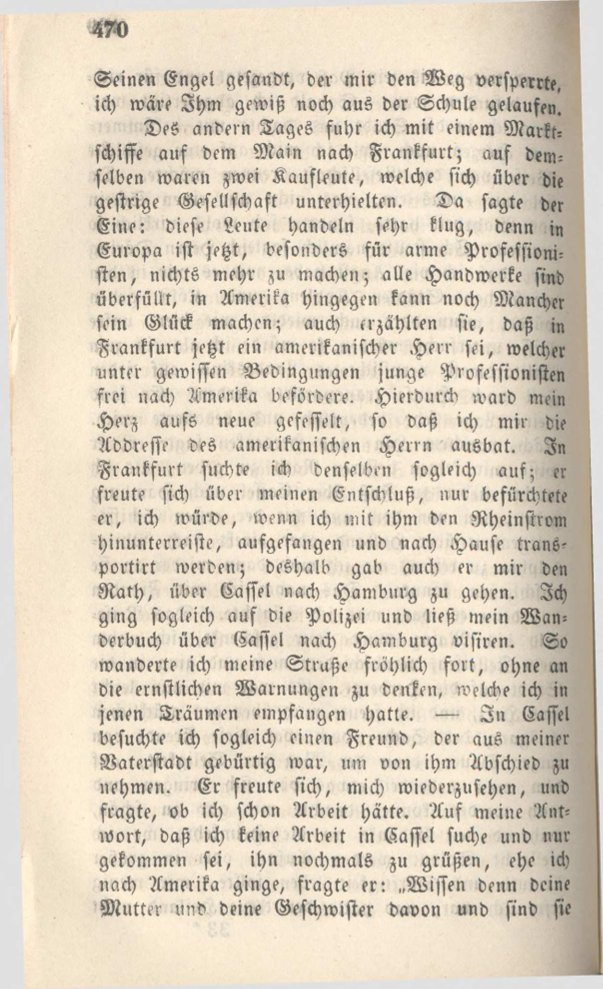 470
Seinen Engel gesandt, der mir den Weg versperrte,
ich wäre Ihm gewiß noch aus der Schule gelaufen.
Des andern Tages fuhr ich mit einem Markt-
schiffe auf dem Main nach Frankfurt; auf dem-
selben waren zwei Kaufleute, welche sich über die
gestrige Gesellschaft unterhielten. Da sagte der
Eine: diese Leute handeln sehr klug, denn in
Europa ist jetzt, besonders für arme Professioni-
sten, nichts mehr zu machen; alle Handwerke sind
überfüllt, in Amerika hingegen kann noch Mancher
sein Glück machen; auch erzählten sie, daß in
Frankfurt jetzt ein amerikanischer Herr sei, welcher
unter gewissen Bedingungen junge Professionisten
frei nach Amerika befördere. Hierdurch ward mein
Herz aufs neue gefesselt, so daß ich mir die
Addresse des amerikanischen Herrn ausbat. In
Frankfurt suchte ich denselben sogleich auf; er
freute sich über meinen Entschluß, nur befürchtete
er, ich würde, wenn ich mit ihm den Rheinstrom
hinunterreiste, aufgefangen und nach Hause trans-
portirt werden; deshalb gab auch er mir den
Rath, über Cassel nach Hamburg zu gehen. Ich
ging sogleich auf die Polizei und ließ mein Wan-
derbuch über Cassel nach Hamburg visiren. So
wanderte ich meine Straße fröhlich fort, ohne an
die ernstlichen Warnungen zu denken, welche ich in
jenen Träumen empfangen hatte. — In Cassel
besuchte ich sogleich einen Freund, der aus meiner
Vaterstadt gebürtig war, um von ihm Abschied zu
nehmen. Er freute sich, mich wiederzusehen, und
fragte, ob ich schon Arbeit hätte. Auf meine Ant-
wort, daß ich keine Arbeit in Cassel suche und nur
gekommen sei, ihn nochmals zu grüßen, ehe ich
nach Amerika ginge, fragte er: „Wissen denn deine
Mutter und deine Geschwister davon und sind sie